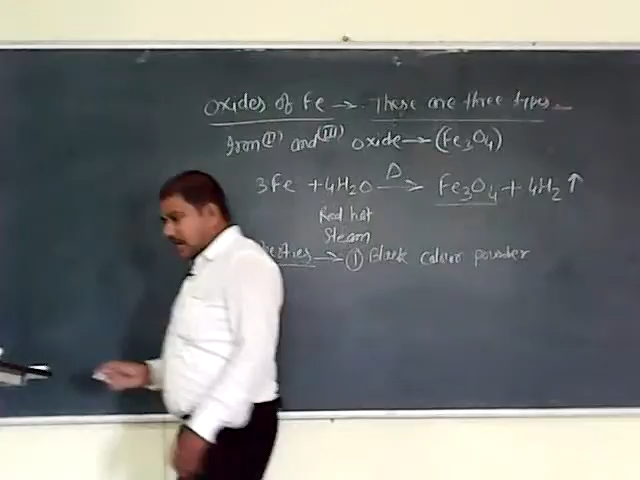 Oxides of Fe → These are three types
Iron (II) and (III) oxide → (Fe₃O₄)
3Fe + 4H₂O —Δ→ Fe₃O₄ + 4H₂ ↑
Red hot
Steam
→ ① Black colour powder